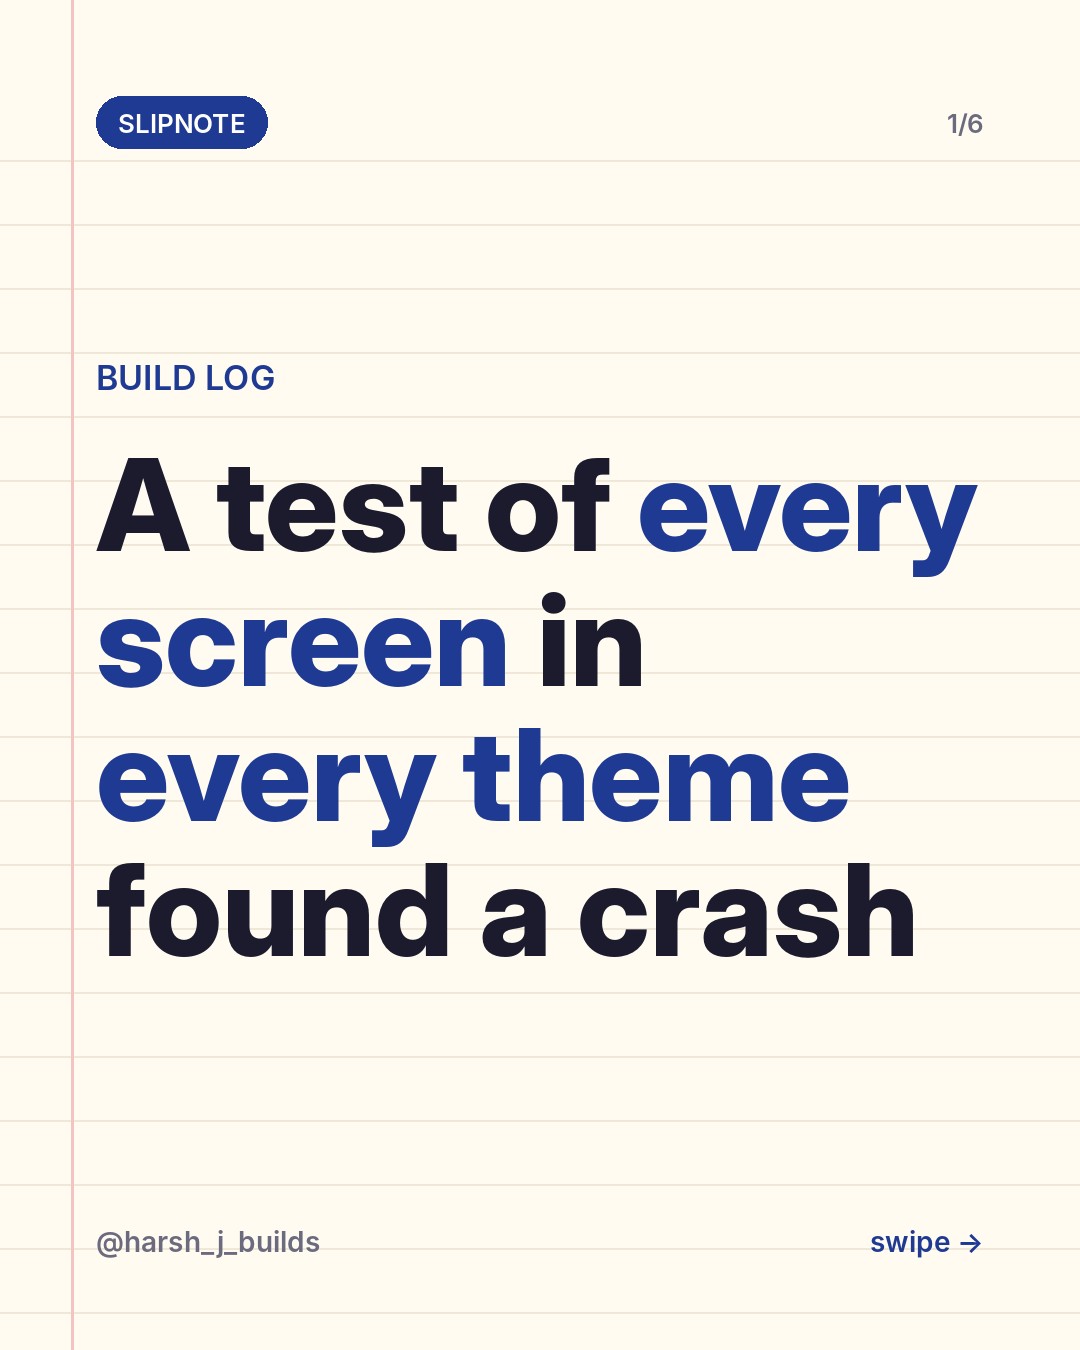 SLIPNOTE
1/6
BUILD LOG
A test of every
screen in
every theme
found a crash
@harsh_j_builds
swipe →